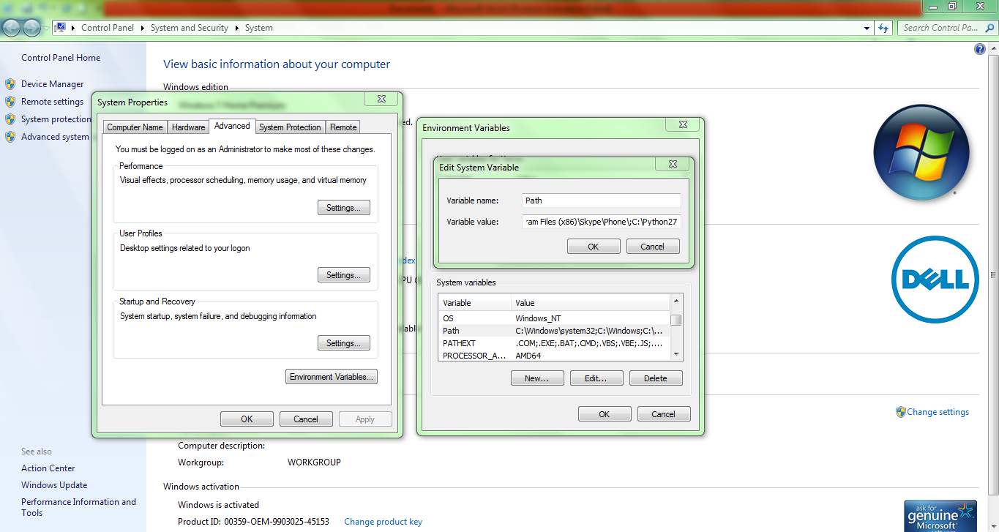 Control Panel
System and Security
System
Search Control Pa...
Control Panel Home
Device Manager
Remote settings
System protection
Advanced system
See also
Action Center
Windows Update
Performance Information and
Tools
View basic information about your computer
Windows edition
System Properties
Computer Name
Hardware
Advanced
System Protection
Remote
You must be logged on as an Administrator to make most of these changes.
Performance
Visual effects, processor scheduling, memory usage, and virtual memory
Settings...
User Profiles
Desktop settings related to your logon
Settings...
Startup and Recovery
System startup, system failure, and debugging information
Settings...
Environment Variables...
OK
Cancel
Apply
Environment Variables
Edit System Variable
Variable name:
Path
Variable value:
ram Files (x86)\Skype\Phone\;C:\Python27
OK
Cancel
System variables
Variable
Value
OS
Windows_NT
Path
C:\Windows\system32;C:\Windows;C:\...
PATHEXT
.COM;.EXE;.BAT;.CMD;.VBS;.VBE;.JS;....
PROCESSOR_A...
AMD64
New...
Edit...
Delete
OK
Cancel
DELL
Change settings
Computer description:
Workgroup:
WORKGROUP
Windows activation
Windows is activated
Product ID: 00359-OEM-9903025-45153
Change product key
ask for
genuine
Microsoft